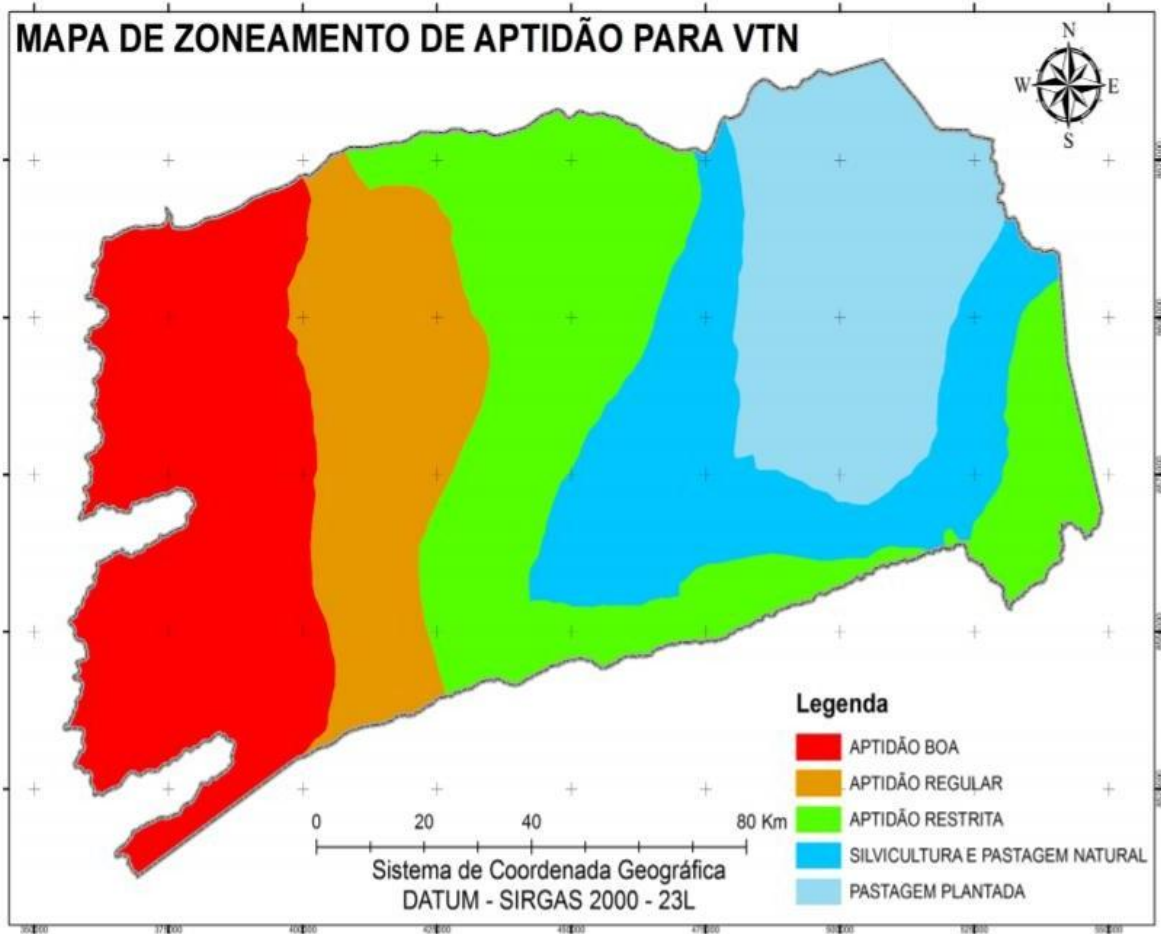 MAPA DE ZONEAMENTO DE APTIDÃO PARA VTN
N
W E
S
Legenda
APTIDÃO BOA
APTIDÃO REGULAR
APTIDÃO RESTRITA
SILVICULTURA E PASTAGEM NATURAL
PASTAGEM PLANTADA
0 20 40 80 Km
Sistema de Coordenada Geográfica
DATUM - SIRGAS 2000 - 23L